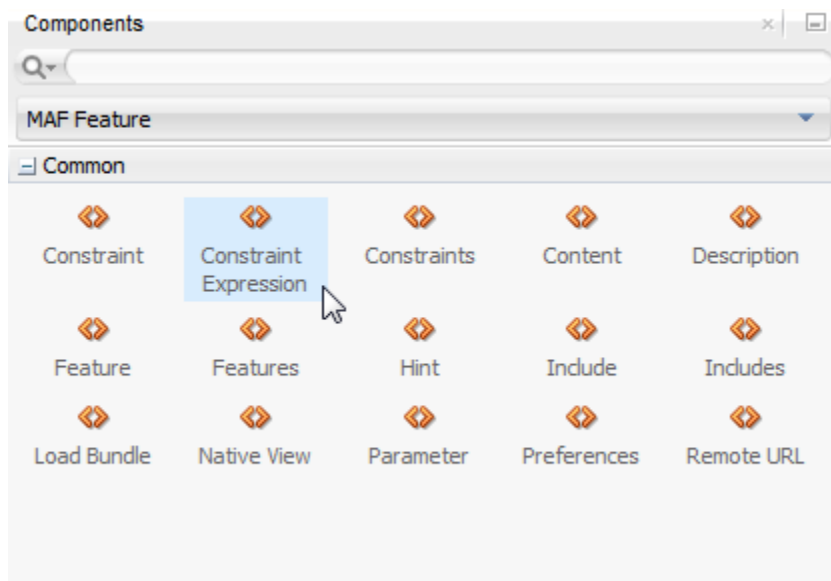 Components
MAF Feature
Common
Constraint Constraint Expression Constraints Content Description
Feature Features Hint Include Includes
Load Bundle Native View Parameter Preferences Remote URL